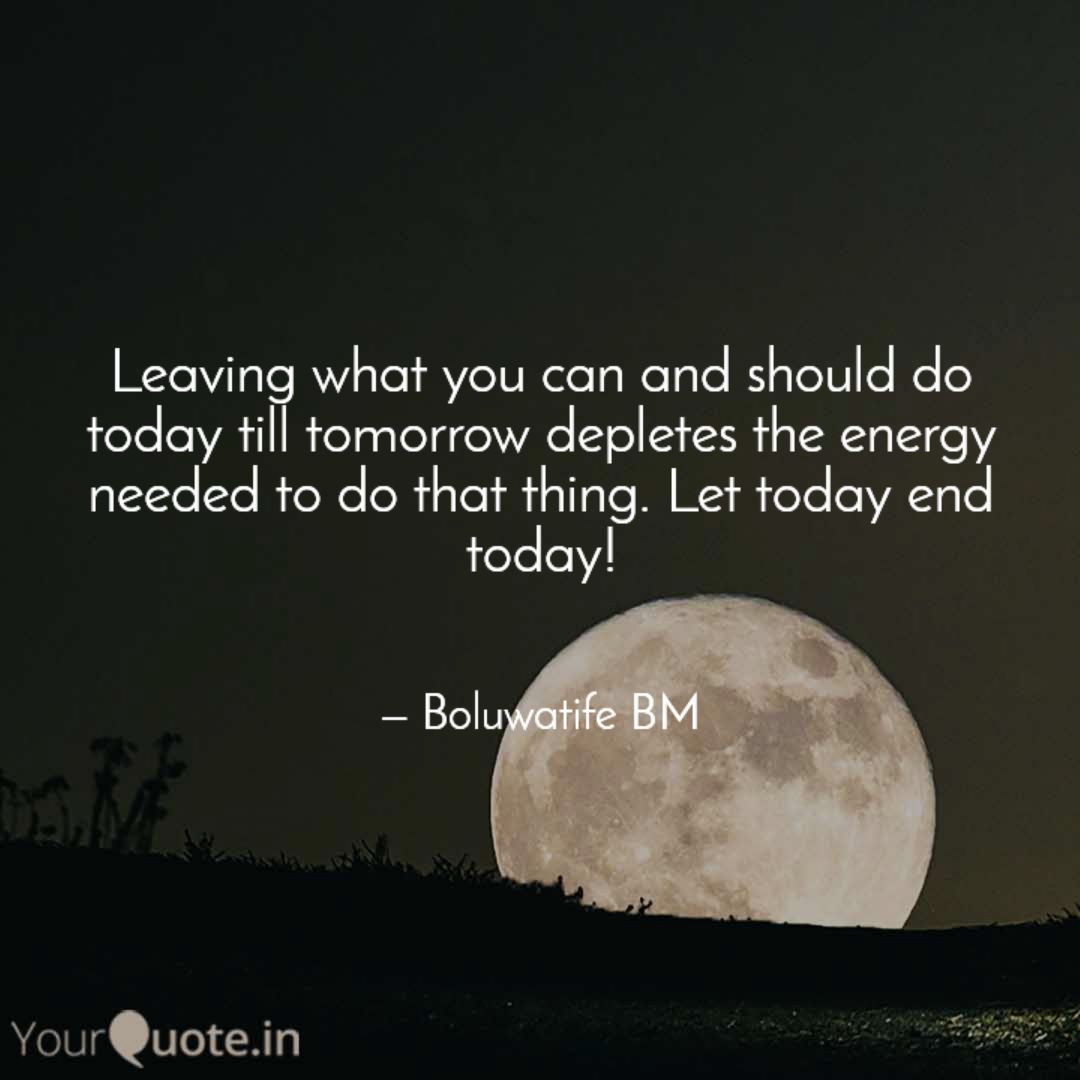 Leaving what you can and should do
today till tomorrow depletes the energy
needed to do that thing. Let today end
today!
– Boluwatife BM
YourQuote.in